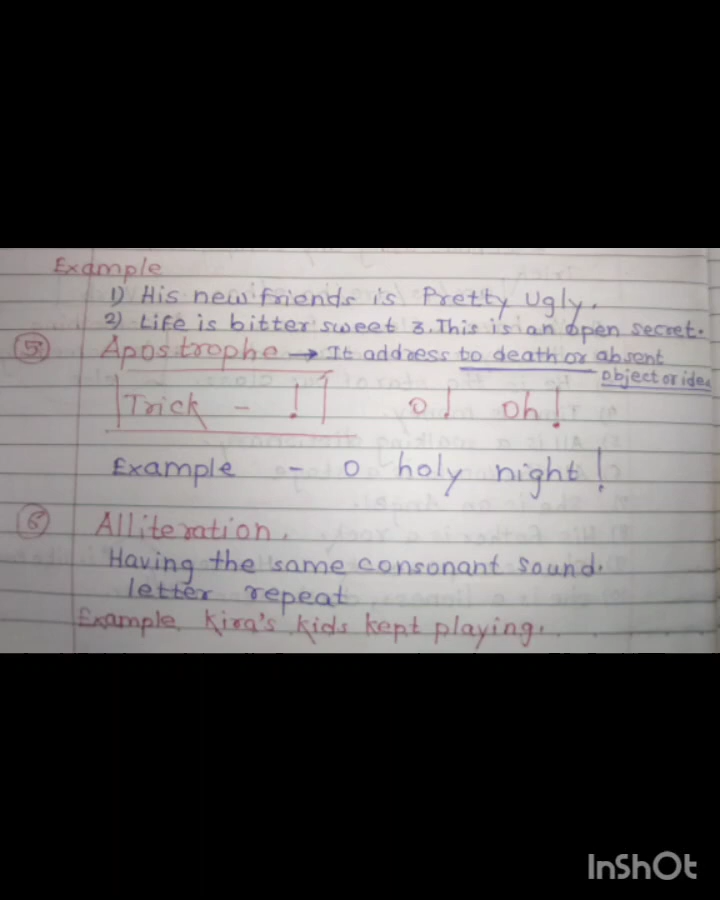 Example
1) His new friends is Pretty Ugly.
2) Life is bitter sweet 3. This is an open secret.
5 Apostrophe → It address to death or absent
object or idea
Trick - ! O! Oh!
Example - O holy night!
6 Alliteration.
Having the same consonant sound.
letter repeat
Example. Kira's kids kept playing.
InShOt